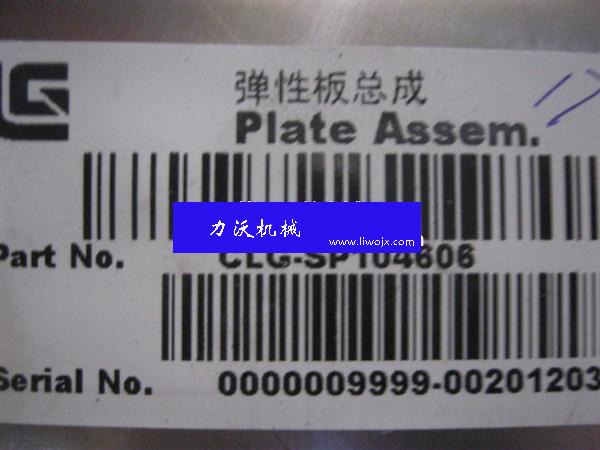 弹性板总成
Plate Assem.
力沃机械
www.liwojx.com
Part No. CLG-SP104606
Serial No. 0000009999-00201203